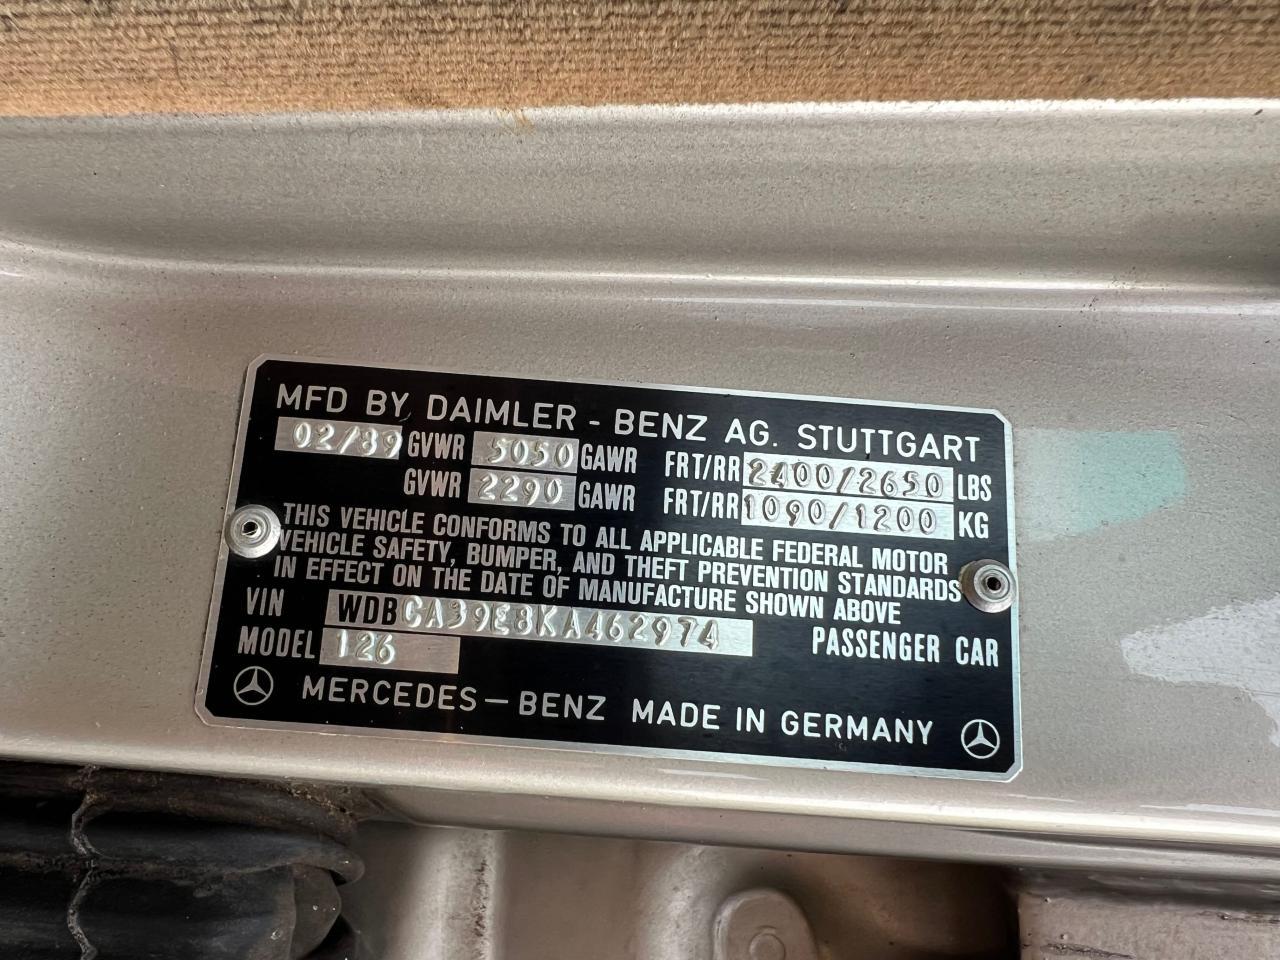 MFD BY DAIMLER - BENZ AG. STUTTGART
02/89 GVWR 5050 GAWR FRT/RR 2400/2650 LBS
GVWR 2290 GAWR FRT/RR 1090/1200 KG
THIS VEHICLE CONFORMS TO ALL APPLICABLE FEDERAL MOTOR
VEHICLE SAFETY, BUMPER, AND THEFT PREVENTION STANDARDS
IN EFFECT ON THE DATE OF MANUFACTURE SHOWN ABOVE
VIN WDBCA39E8KA462974 PASSENGER CAR
MODEL 126
MERCEDES-BENZ MADE IN GERMANY